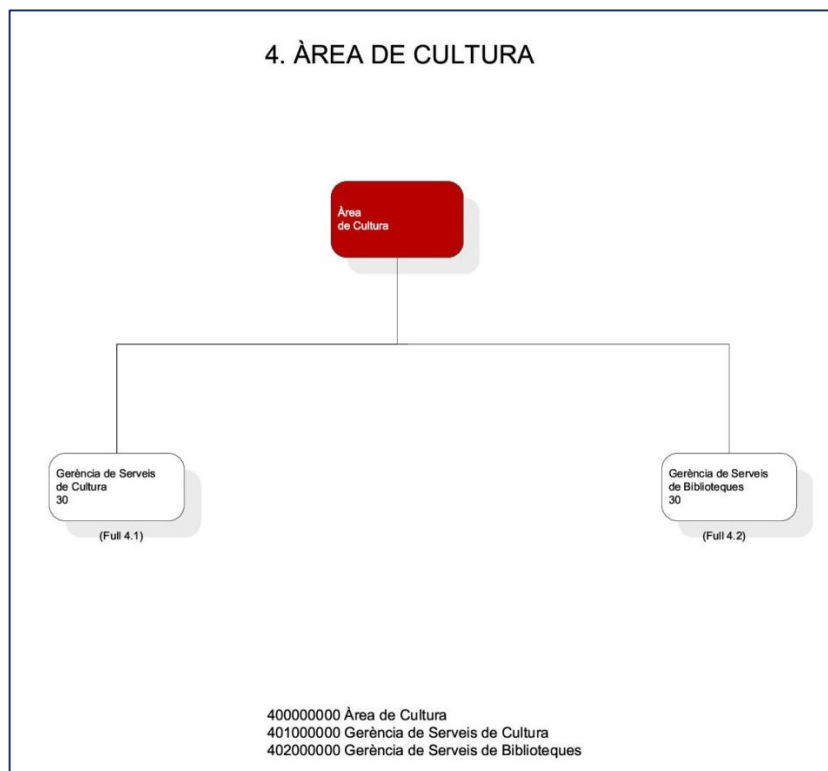 4. ÀREA DE CULTURA
Àrea
de Cultura
Gerència de Serveis
de Cultura
30
(Full 4.1)
Gerència de Serveis
de Biblioteques
30
(Full 4.2)
400000000 Àrea de Cultura
401000000 Gerència de Serveis de Cultura
402000000 Gerència de Serveis de Biblioteques